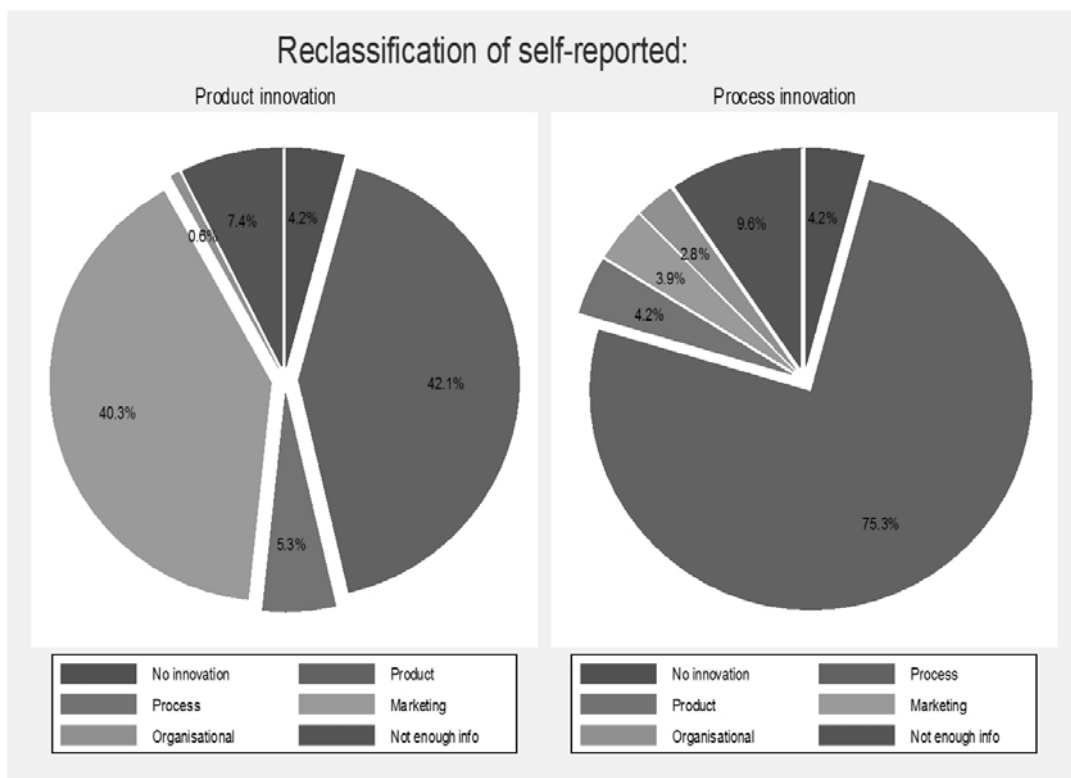 Reclassification of self-reported:
Product innovation
7.4%
4.2%
0.6%
42.1%
40.3%
5.3%
No innovation
Product
Process
Marketing
Organisational
Not enough info
Process innovation
9.6%
4.2%
2.8%
3.9%
4.2%
75.3%
No innovation
Process
Product
Marketing
Organisational
Not enough info